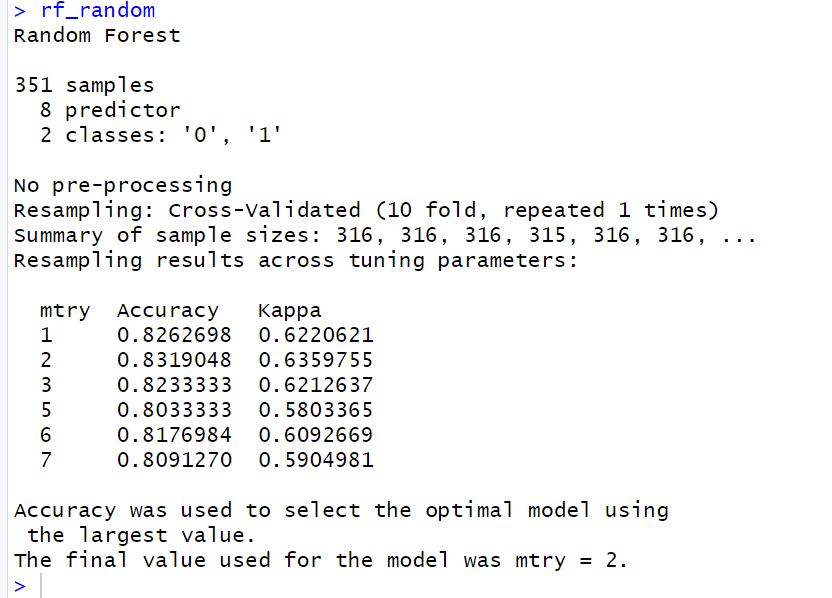 > rf_random
Random Forest

351 samples
  8 predictor
  2 classes: '0', '1'

No pre-processing
Resampling: Cross-Validated (10 fold, repeated 1 times)
Summary of sample sizes: 316, 316, 316, 315, 316, 316, ...
Resampling results across tuning parameters:

  mtry  Accuracy   Kappa
  1     0.8262698  0.6220621
  2     0.8319048  0.6359755
  3     0.8233333  0.6212637
  5     0.8033333  0.5803365
  6     0.8176984  0.6092669
  7     0.8091270  0.5904981

Accuracy was used to select the optimal model using
 the largest value.
The final value used for the model was mtry = 2.
>